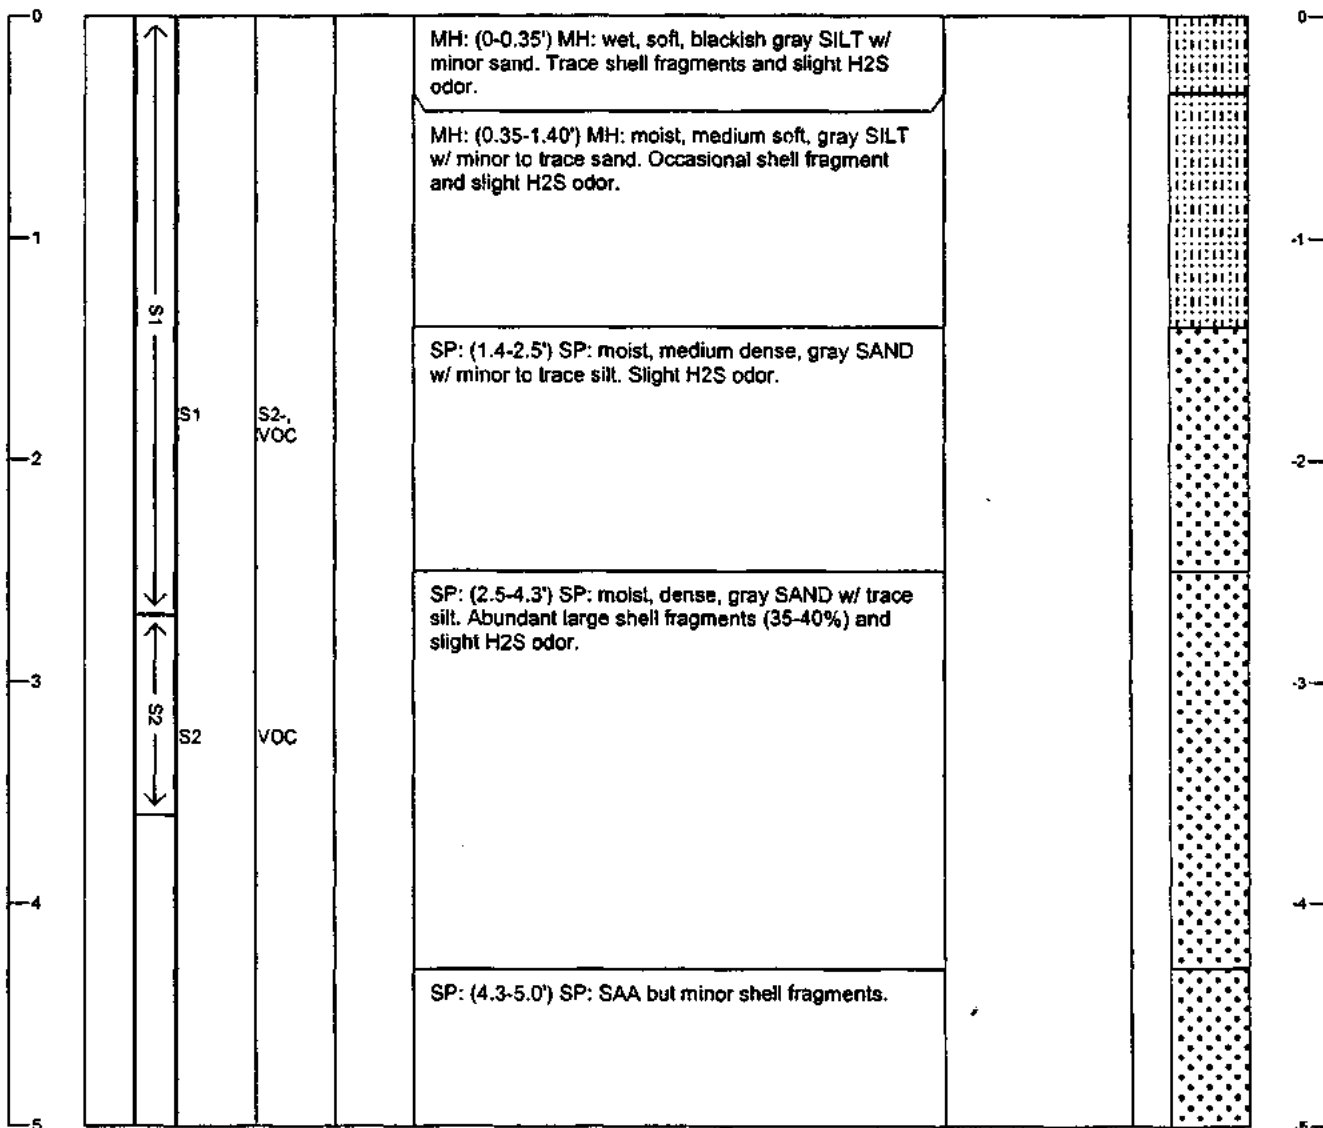 0
0
MH: (0-0.35') MH: wet, soft, blackish gray SILT w/
minor sand. Trace shell fragments and slight H2S
odor.
MH: (0.35-1.40') MH: moist, medium soft, gray SILT
w/ minor to trace sand. Occasional shell fragment
and slight H2S odor.
-1
-1
S1
SP: (1.4-2.5') SP: moist, medium dense, gray SAND
w/ minor to trace silt. Slight H2S odor.
S1
S2-,
VOC
-2
-2
SP: (2.5-4.3') SP: moist, dense, gray SAND w/ trace
silt. Abundant large shell fragments (35-40%) and
slight H2S odor.
-3
-3
S2
S2
VOC
-4
-4
SP: (4.3-5.0') SP: SAA but minor shell fragments.
-5
-5